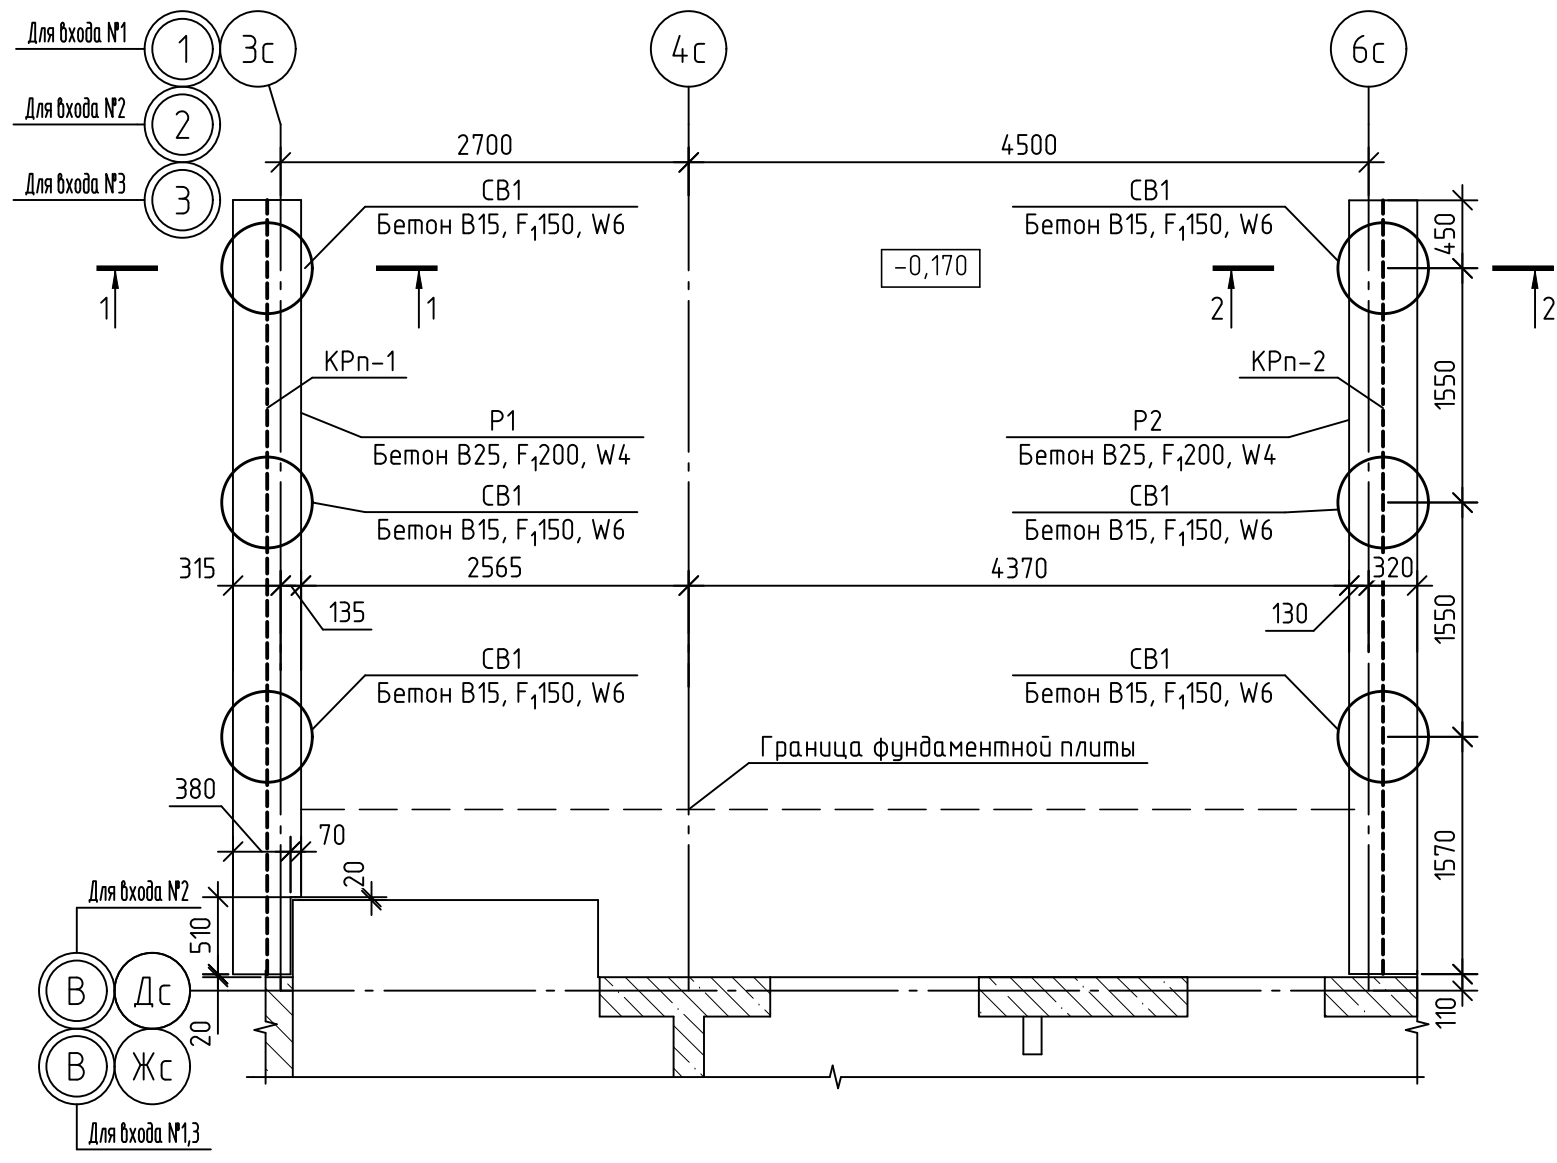 Для входа №1
1
3с
4с
6с
Для входа №2
2
Для входа №3
3
2700
4500
СВ1
Бетон В15, F₁150, W6
СВ1
Бетон В15, F₁150, W6
450
-0,170
1
1
2
2
КРп-1
КРп-2
1550
Р1
Бетон В25, F₁200, W4
Р2
Бетон В25, F₁200, W4
СВ1
Бетон В15, F₁150, W6
СВ1
Бетон В15, F₁150, W6
315
2565
4370
320
135
130
1550
СВ1
Бетон В15, F₁150, W6
СВ1
Бетон В15, F₁150, W6
Граница фундаментной плиты
380
70
20
1570
Для входа №2
510
В
Дс
20
110
В
Жс
Для входа №1,3